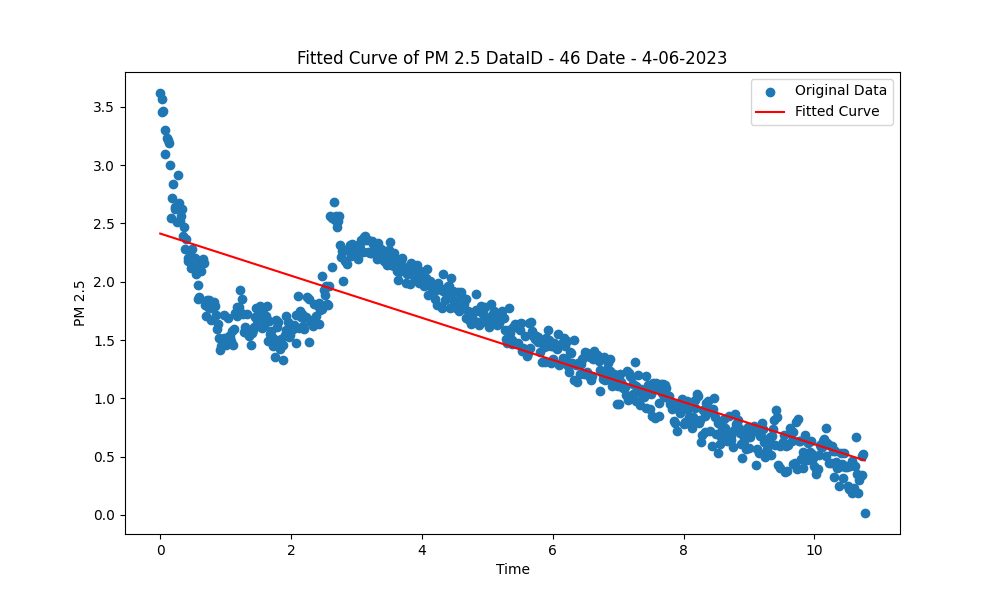 Fitted Curve of PM 2.5 DataID - 46 Date - 4-06-2023
Original Data
Fitted Curve
3.5
3.0
2.5
2.0
1.5
1.0
0.5
0.0
PM 2.5
0 2 4 6 8 10
Time